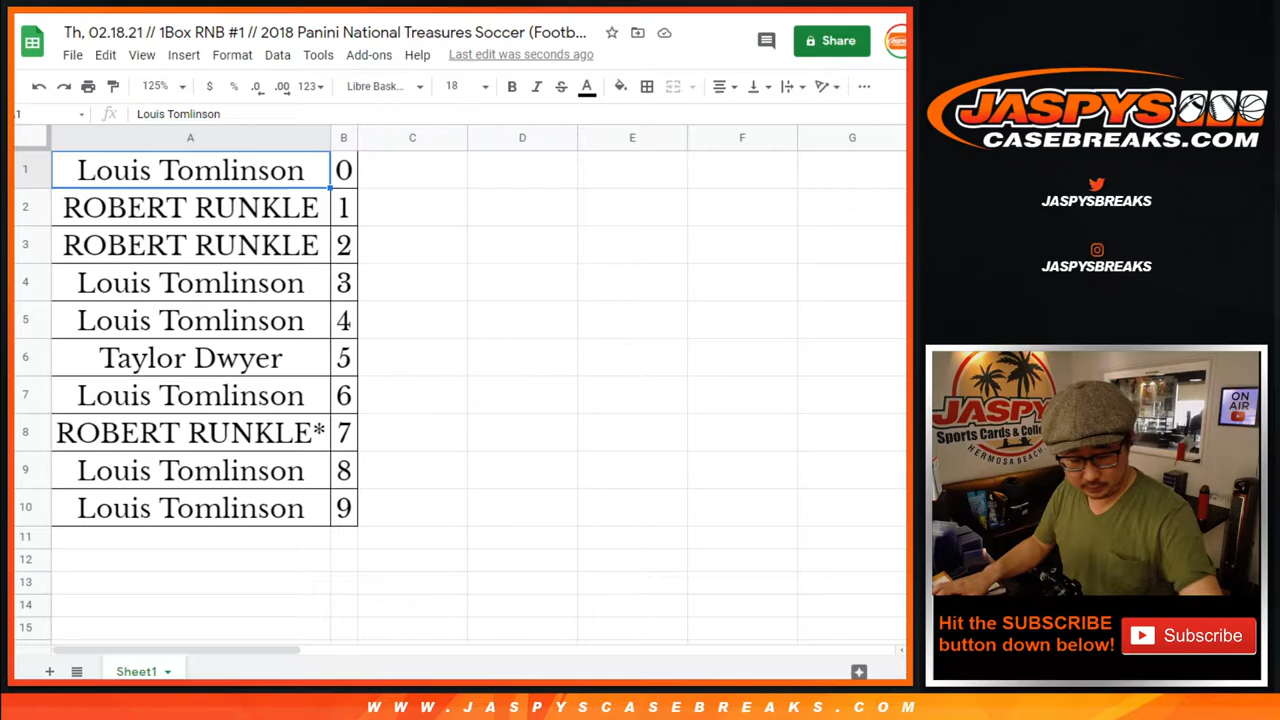 Th, 02.18.21 // 1Box RNB #1 // 2018 Panini National Treasures Soccer (Footb...
File Edit View Insert Format Data Tools Add-ons Help Last edit was seconds ago
Share
125% $ % .0 .00 123 Libre Bask... 18 B I S A
1 fx Louis Tomlinson
A B C D E F G
1 Louis Tomlinson 0
2 ROBERT RUNKLE 1
3 ROBERT RUNKLE 2
4 Louis Tomlinson 3
5 Louis Tomlinson 4
6 Taylor Dwyer 5
7 Louis Tomlinson 6
8 ROBERT RUNKLE* 7
9 Louis Tomlinson 8
10 Louis Tomlinson 9
11
12
13
14
15
Sheet1
JASPYS
CASEBREAKS.COM
JASPYSBREAKS
JASPYSBREAKS
JASPY
Sports Cards & Colle
HERMOSA BEACH
ON
AIR
Hit the SUBSCRIBE
button down below!
Subscribe
WWW.JASPYSCASEBREAKS.COM